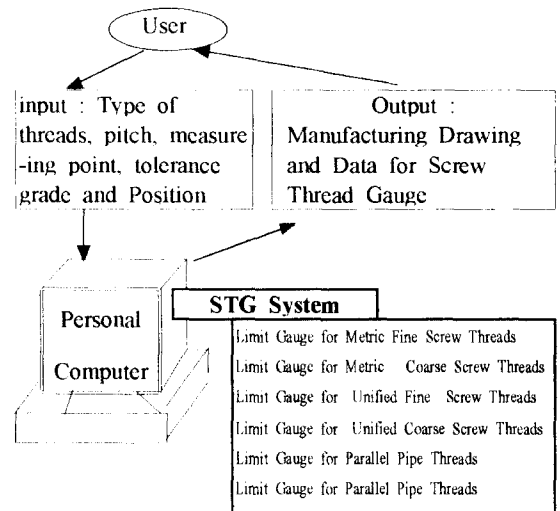 User
input : Type of
threads, pitch, measure
-ing point, tolerance
grade and Position
Output :
Manufacturing Drawing
and Data for Screw
Thread Gauge
Personal
Computer
STG System
Limit Gauge for Metric Fine Screw Threads
Limit Gauge for Metric Coarse Screw Threads
Limit Gauge for Unified Fine Screw Threads
Limit Gauge for Unified Coarse Screw Threads
Limit Gauge for Parallel Pipe Threads
Limit Gauge for Parallel Pipe Threads